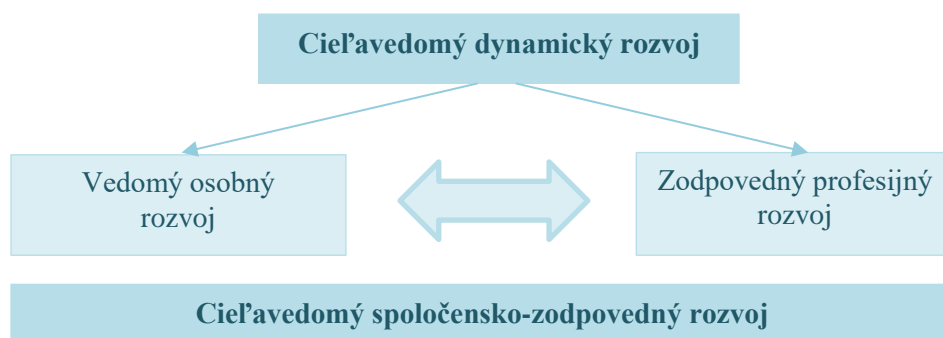 Cieľavedomý dynamický rozvoj
Vedomý osobný
rozvoj
Zodpovedný profesijný
rozvoj
Cieľavedomý spoločensko-zodpovedný rozvoj